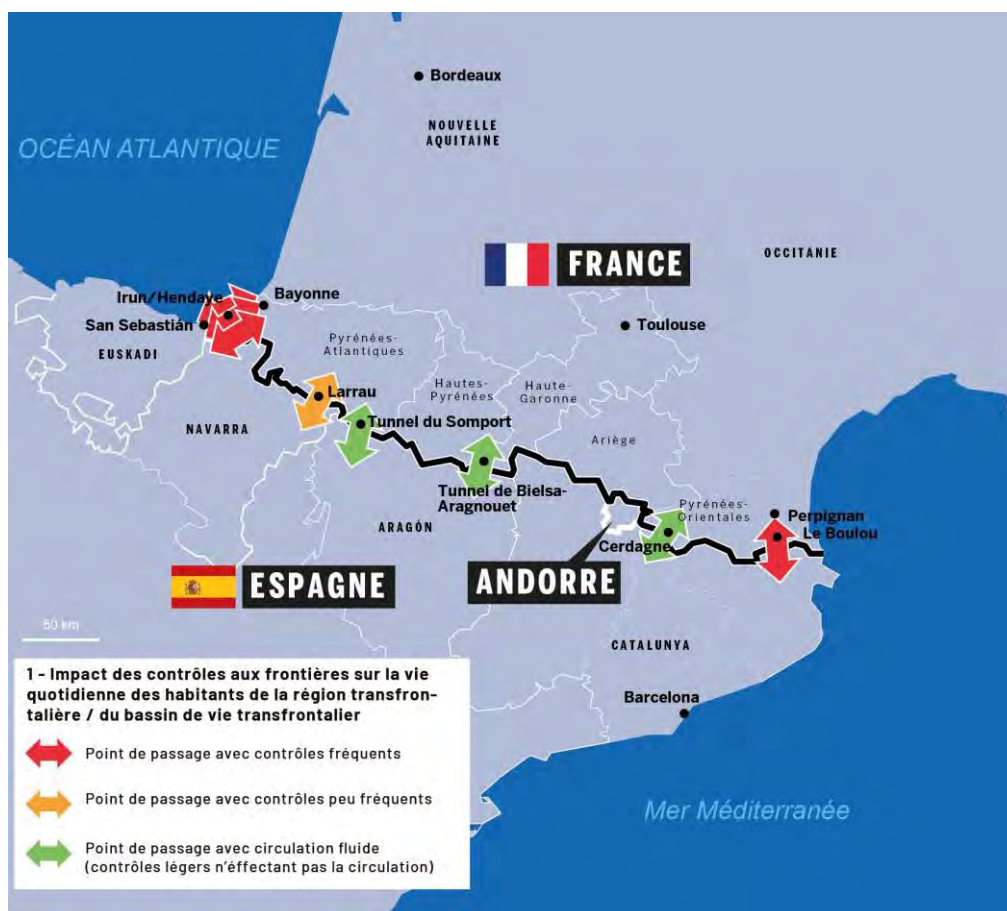 Bordeaux
NOUVELLE
AQUITAINE
OCÉAN ATLANTIQUE
FRANCE
OCCITANIE
Irun/Hendaye
Bayonne
San Sebastián
Toulouse
EUSKADI
Pyrénées-
Atlantiques
Hautes-
Pyrénées
Haute-
Garonne
Larrau
NAVARRA
Tunnel du Somport
Ariège
Tunnel de Bielsa-
Aragnouet
Pyrénées-
Orientales
Perpignan
Le Boulou
ARAGÓN
Cerdagne
ESPAGNE
ANDORRE
50 km
CATALUNYA
Barcelona
Mer Méditerranée
1 - Impact des contrôles aux frontières sur la vie
quotidienne des habitants de la région transfron-
talière / du bassin de vie transfrontalier
Point de passage avec contrôles fréquents
Point de passage avec contrôles peu fréquents
Point de passage avec circulation fluide
(contrôles légers n'éffectant pas la circulation)